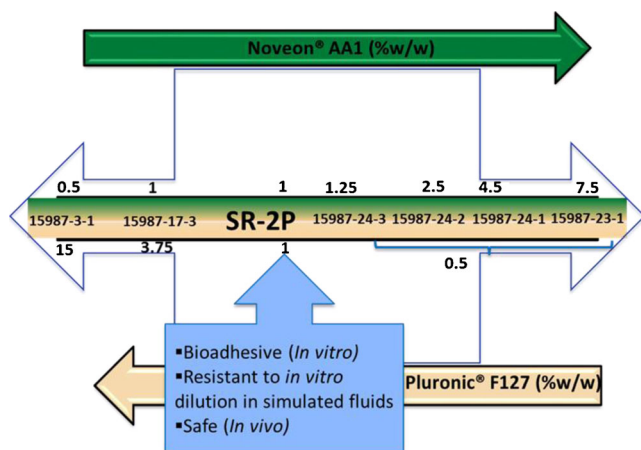 Noveon® AA1 (%w/w)
0.5 1 1 1.25 2.5 4.5 7.5
15987-3-1 15987-17-3 SR-2P 15987-24-3 15987-24-2 15987-24-1 15987-23-1
15 3.75 1 0.5
▪Bioadhesive (In vitro)
▪Resistant to in vitro
dilution in simulated fluids
▪Safe (In vivo)
Pluronic® F127 (%w/w)